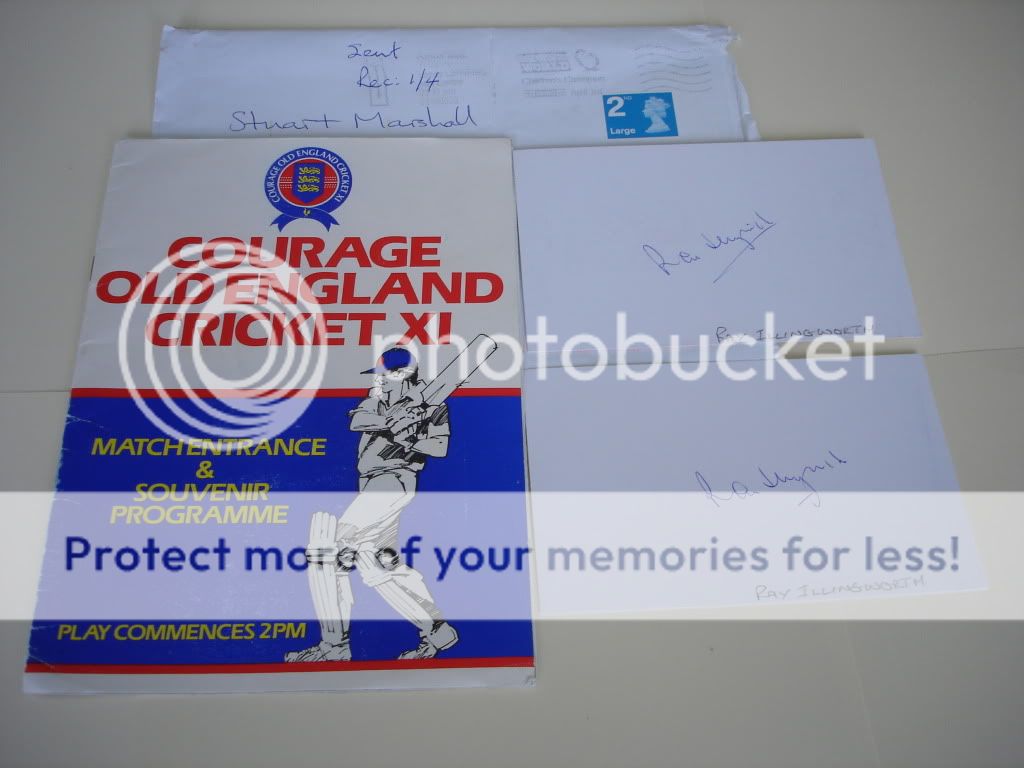 Sent
Rec: 1/4
Stuart Marshall
2ND
Large
COURAGE OLD ENGLAND CRICKET XI
COURAGE
OLD ENGLAND
CRICKET XI
MATCH ENTRANCE
&
SOUVENIR
PROGRAMME
PLAY COMMENCES 2PM
RAY ILLINGWORTH
RAY ILLINGWORTH
photobucket
Protect more of your memories for less!